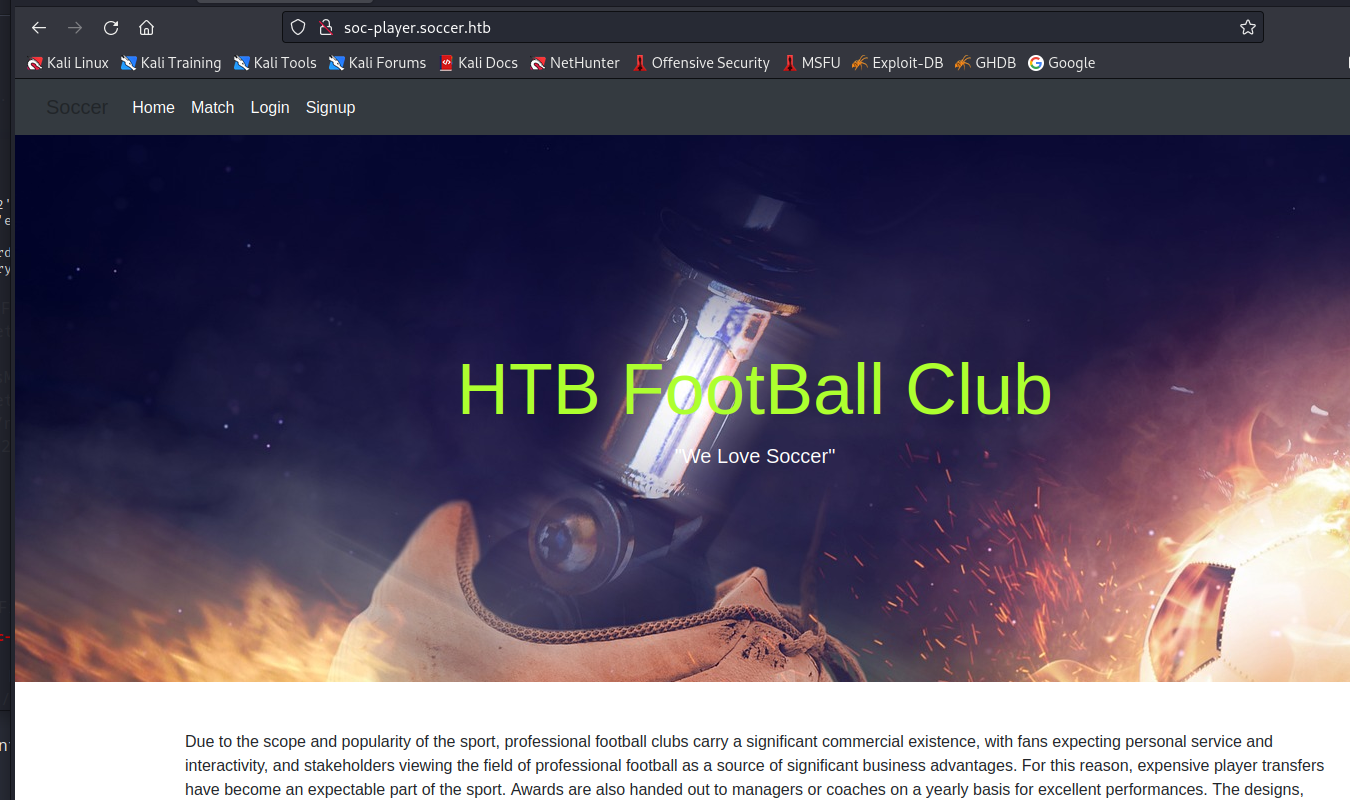 soc-player.soccer.htb
Kali Linux Kali Training Kali Tools Kali Forums Kali Docs NetHunter Offensive Security MSFU Exploit-DB GHDB Google
Soccer Home Match Login Signup
HTB FootBall Club
"We Love Soccer"
Due to the scope and popularity of the sport, professional football clubs carry a significant commercial existence, with fans expecting personal service and
interactivity, and stakeholders viewing the field of professional football as a source of significant business advantages. For this reason, expensive player transfers
have become an expectable part of the sport. Awards are also handed out to managers or coaches on a yearly basis for excellent performances. The designs,